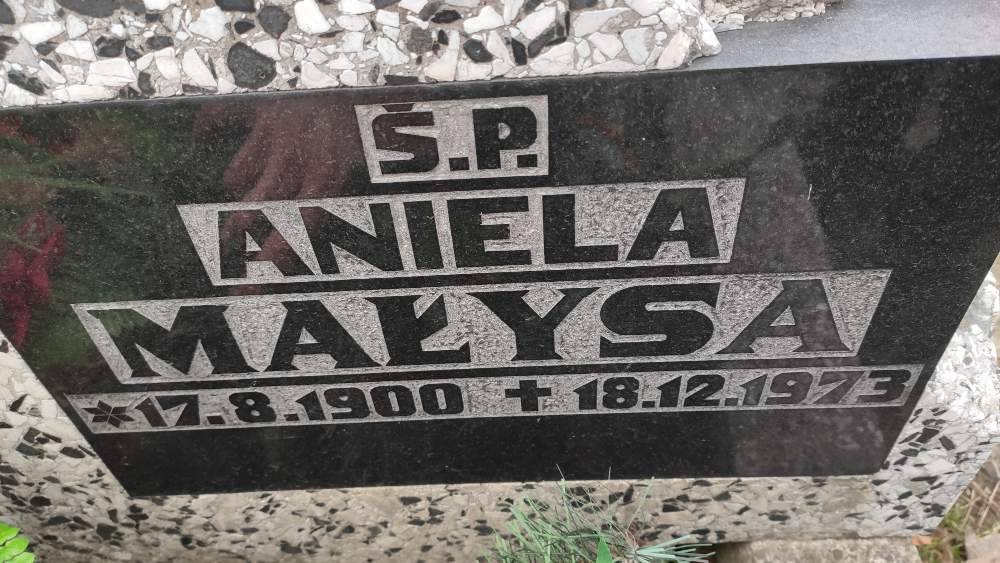 Ś.P.
ANIELA
MAŁYSA
* 17.8.1900 ✝ 18.12.1973